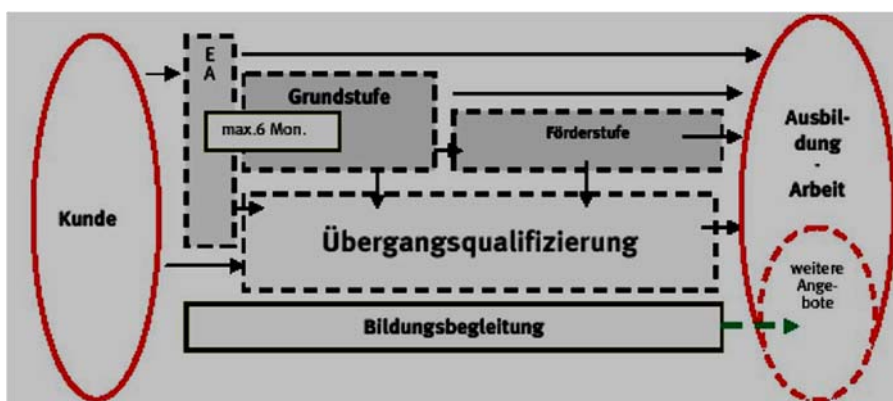 Kunde
E
A
max.6 Mon.
Grundstufe
Förderstufe
Übergangsqualifizierung
Bildungsbegleitung
Ausbil-
dung
-
Arbeit
weitere
Ange-
bote